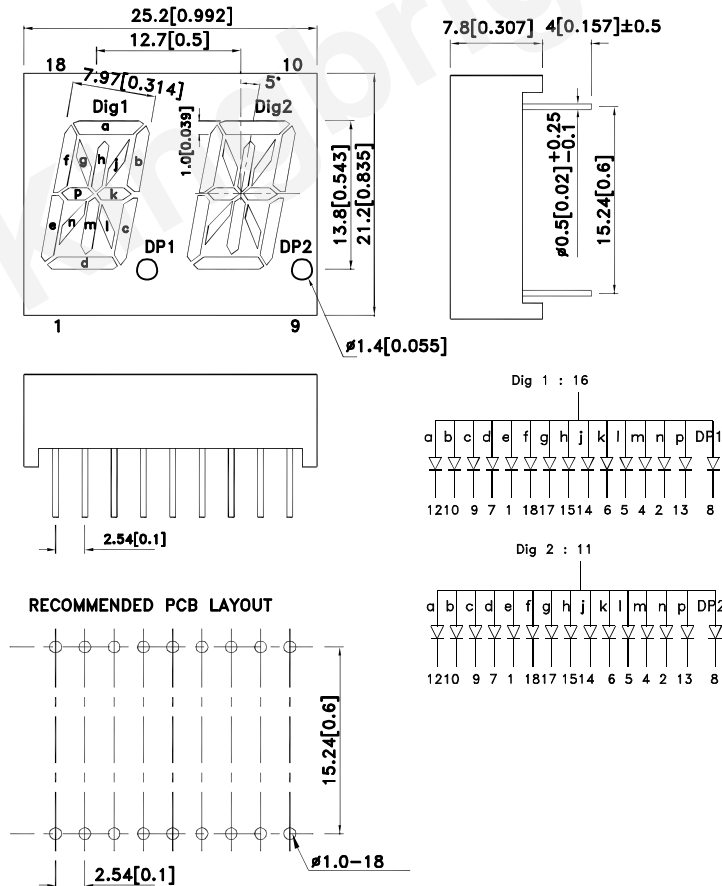 25.2[0.992]
12.7[0.5]
18
10
7.97[0.314]
5°
Dig1
Dig2
1.0[0.039]
a
f
g
h
j
b
p
k
e
n
m
l
c
d
DP1
DP2
13.8[0.543]
21.2[0.835]
1
9
ø1.4[0.055]
7.8[0.307]
4[0.157]±0.5
ø0.5[0.02]+0.25 -0.1
15.24[0.6]
2.54[0.1]
Dig 1 : 16
a b c d e f g h j k l m n p DP1
12 10 9 7 1 18 17 15 14 6 5 4 2 13 8
Dig 2 : 11
a b c d e f g h j k l m n p DP2
12 10 9 7 1 18 17 15 14 6 5 4 2 13 8
RECOMMENDED PCB LAYOUT
15.24[0.6]
2.54[0.1]
ø1.0-18
Kingbrig